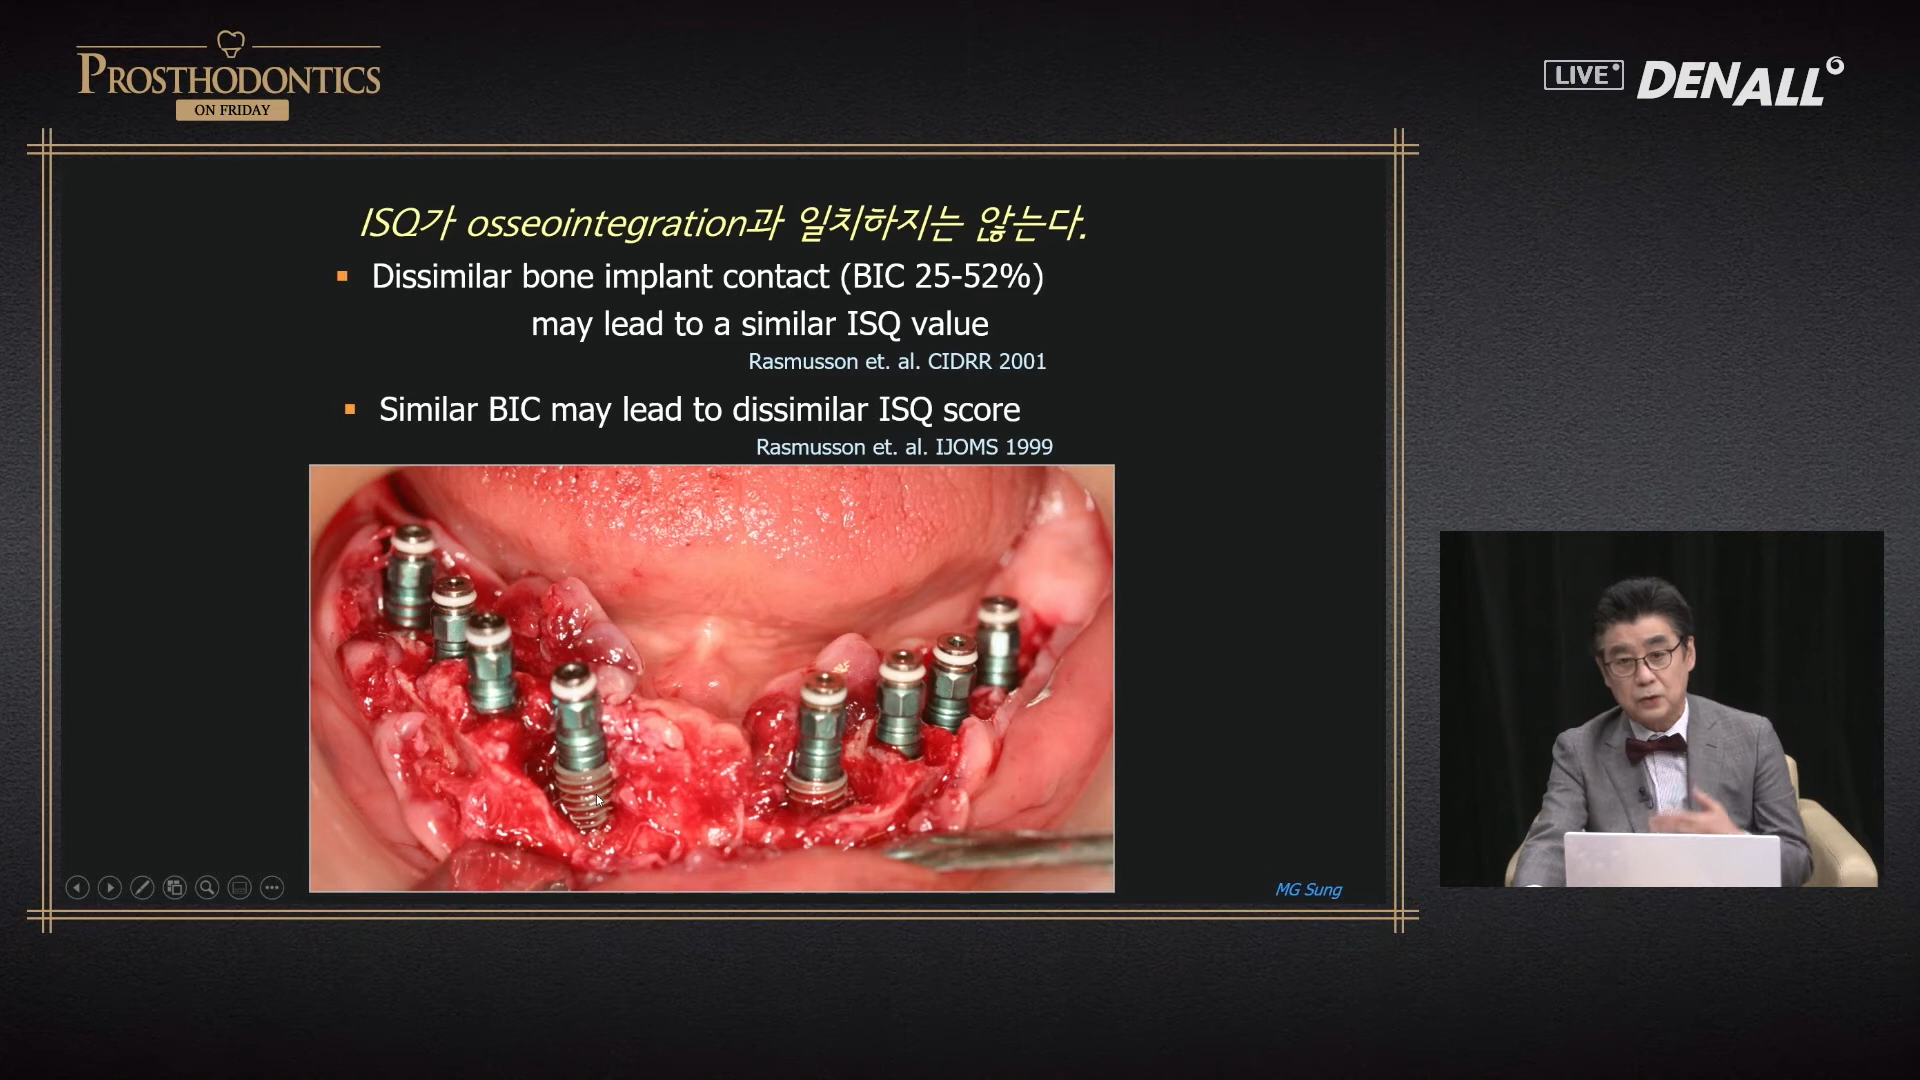 PROSTHODONTICS
ON FRIDAY
LIVE
DENALL
ISQ가 osseointegration과 일치하지는 않는다.
Dissimilar bone implant contact (BIC 25-52%)
may lead to a similar ISQ value
Rasmusson et. al. CIDRR 2001
Similar BIC may lead to dissimilar ISQ score
Rasmusson et. al. IJOMS 1999
MG Sung